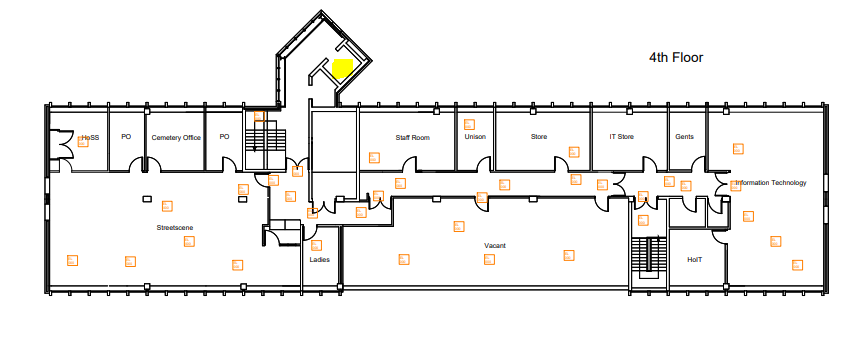 4th Floor
HoSS
PO
Cemetery Office
PO
Staff Room
Unison
Store
IT Store
Gents
Information Technology
Streetscene
Ladies
Vacant
HoIT